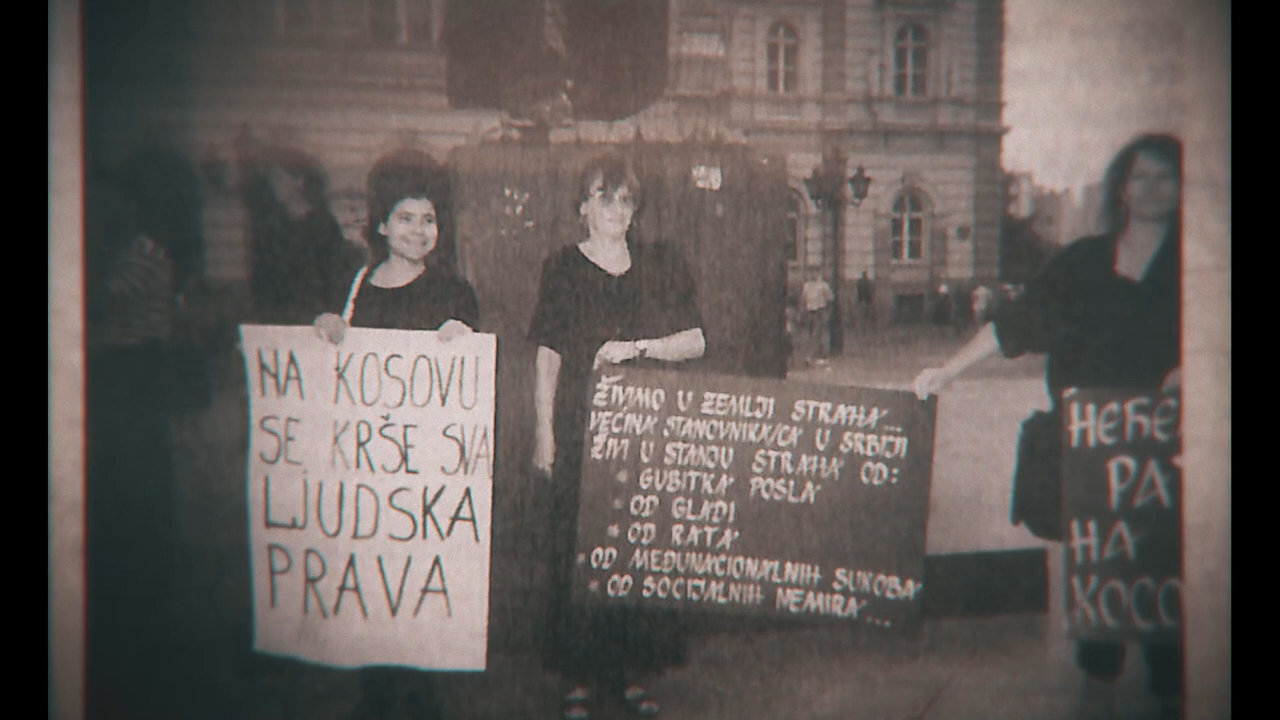 NA KOSOVU
SE KRŠE SVA
LJUDSKA
PRAVA
ŽIVIMO U ZEMLJI STRAHA...
VEĆINA STANOVNIKA/CA U SRBIJI
ŽIVI U STANJU STRAHA OD:
* GUBITKA POSLA
* OD GLADI
* OD RATA
* OD MEĐUNACIONALNIH SUKOBA
* OD SOCIJALNIH NEMIRA...
НЕЋЕ
РА
НА
КОСО